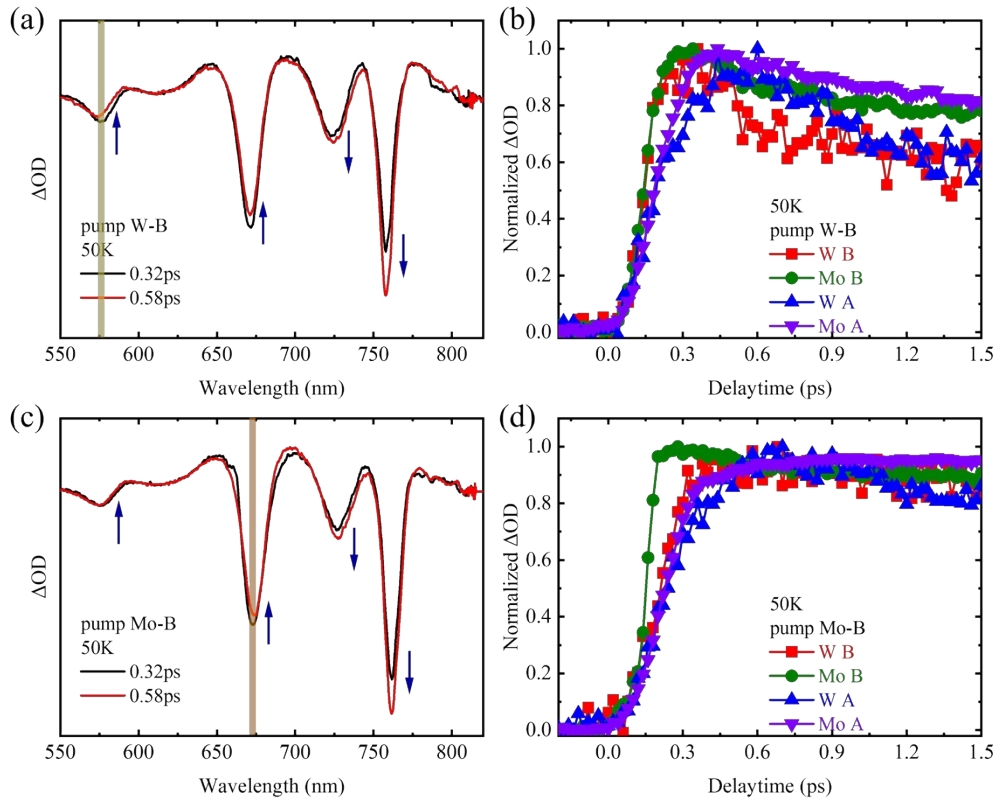 (a)
ΔOD
pump W-B
50K
0.32ps
0.58ps
550 600 650 700 750 800
Wavelength (nm)
(b)
Normalized ΔOD
1.0
0.8
0.6
0.4
0.2
0.0
50K
pump W-B
W B
Mo B
W A
Mo A
0.0 0.3 0.6 0.9 1.2 1.5
Delaytime (ps)
(c)
ΔOD
pump Mo-B
50K
0.32ps
0.58ps
550 600 650 700 750 800
Wavelength (nm)
(d)
Normalized ΔOD
1.0
0.8
0.6
0.4
0.2
0.0
50K
pump Mo-B
W B
Mo B
W A
Mo A
0.0 0.3 0.6 0.9 1.2 1.5
Delaytime (ps)